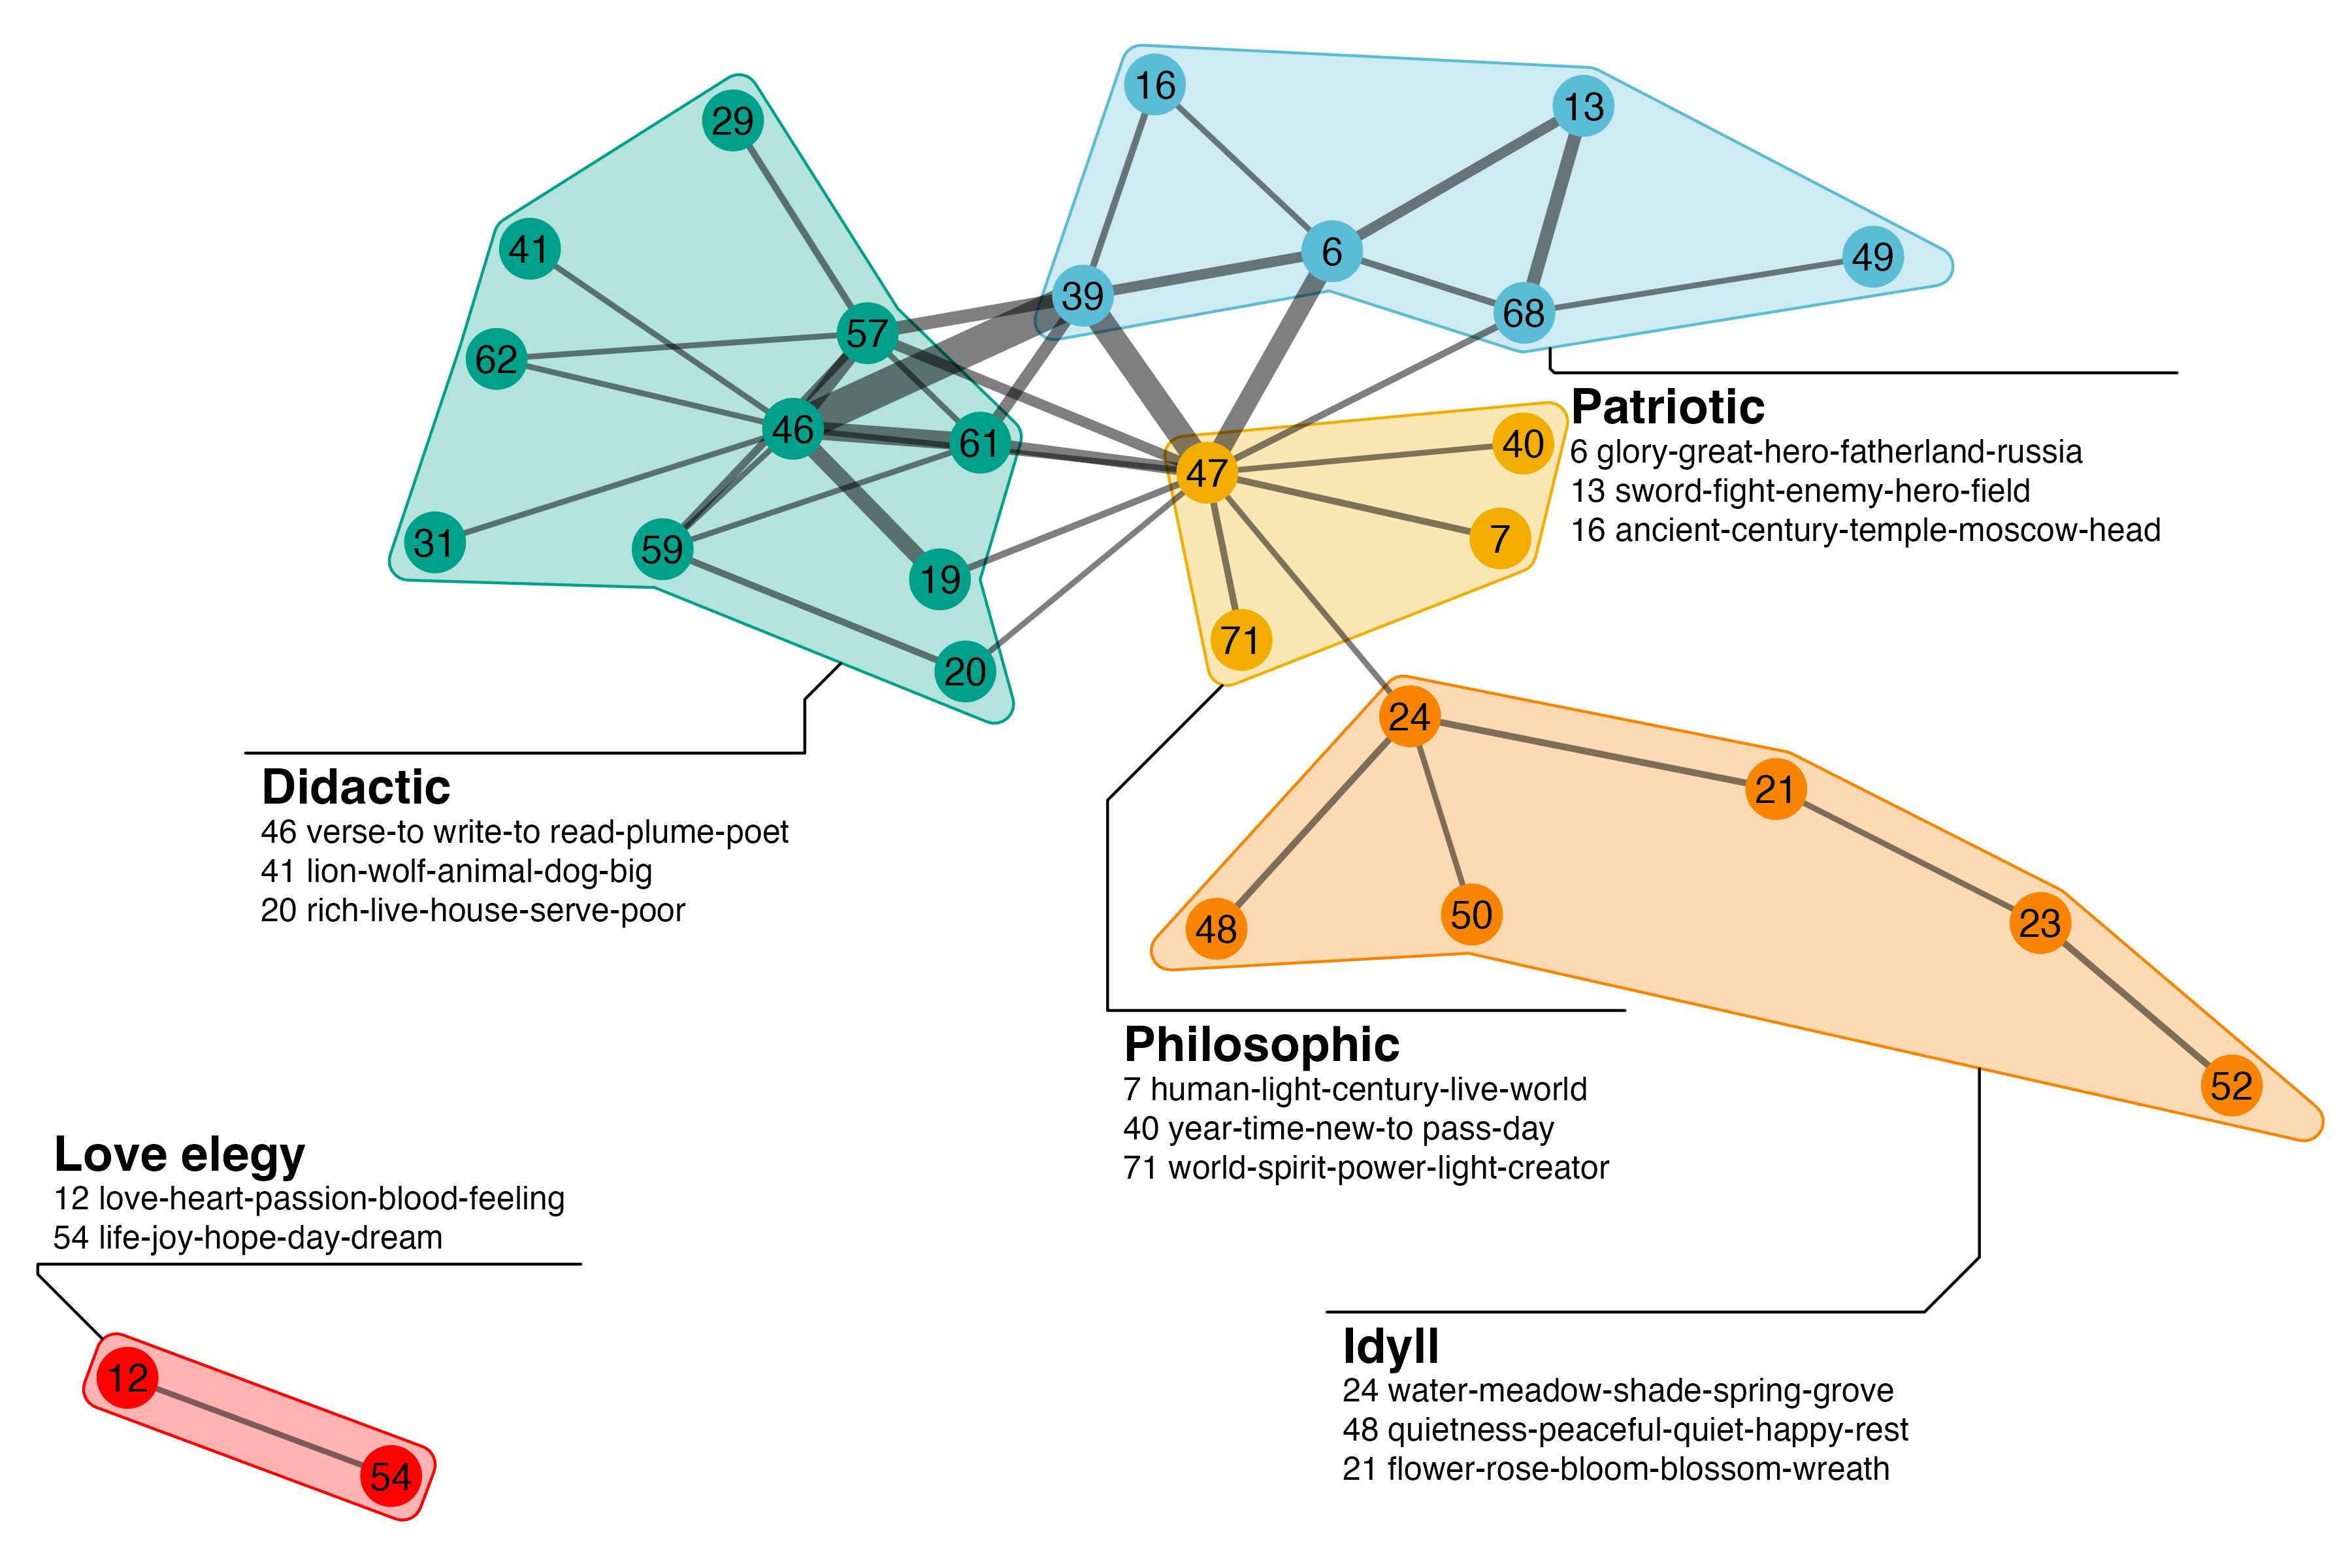 16
13
29
41
6
49
39
68
57
62
Patriotic
6 glory-great-hero-fatherland-russia
13 sword-fight-enemy-hero-field
16 ancient-century-temple-moscow-head
46
61
40
47
31
59
7
19
71
20
24
21
Didactic
46 verse-to write-to read-plume-poet
41 lion-wolf-animal-dog-big
20 rich-live-house-serve-poor
48
50
23
52
Philosophic
7 human-light-century-live-world
40 year-time-new-to pass-day
71 world-spirit-power-light-creator
Love elegy
12 love-heart-passion-blood-feeling
54 life-joy-hope-day-dream
12
54
Idyll
24 water-meadow-shade-spring-grove
48 quietness-peaceful-quiet-happy-rest
21 flower-rose-bloom-blossom-wreath